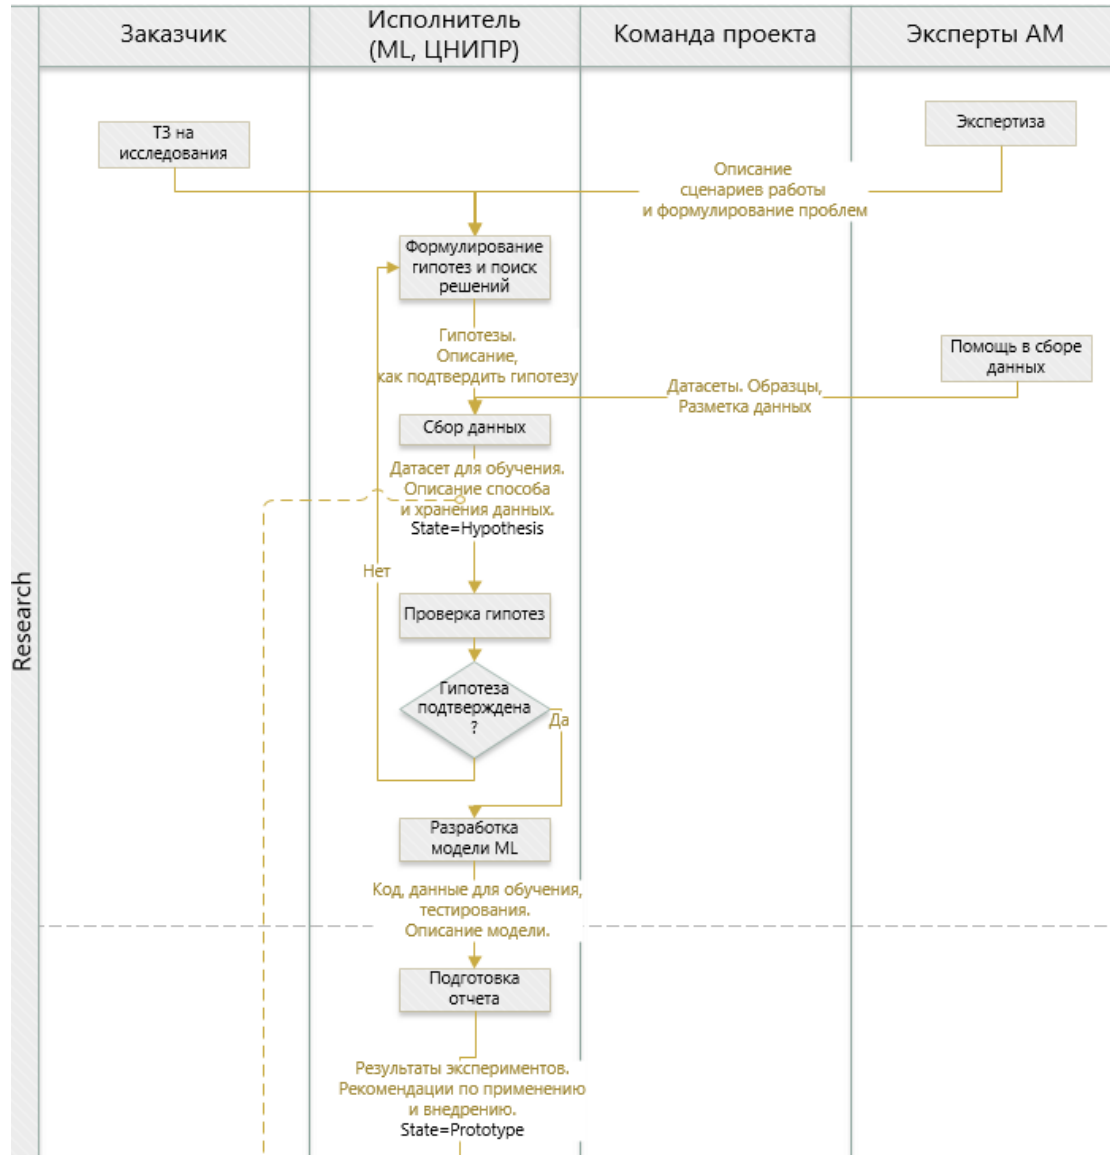 Заказчик
Исполнитель
(ML, ЦНИПР)
Команда проекта
Эксперты АМ
Research
ТЗ на
исследования
Экспертиза
Описание
сценариев работы
и формулирование проблем
Формулирование
гипотез и поиск
решений
Гипотезы.
Описание,
как подтвердить гипотезу
Помощь в сборе
данных
Датасеты. Образцы,
Разметка данных
Сбор данных
Датасет для обучения.
Описание способа
и хранения данных.
State=Hypothesis
Нет
Проверка гипотез
Гипотеза
подтверждена
?
Да
Разработка
модели ML
Код, данные для обучения,
тестирования.
Описание модели.
Подготовка
отчета
Результаты экспериментов.
Рекомендации по применению
и внедрению.
State=Prototype